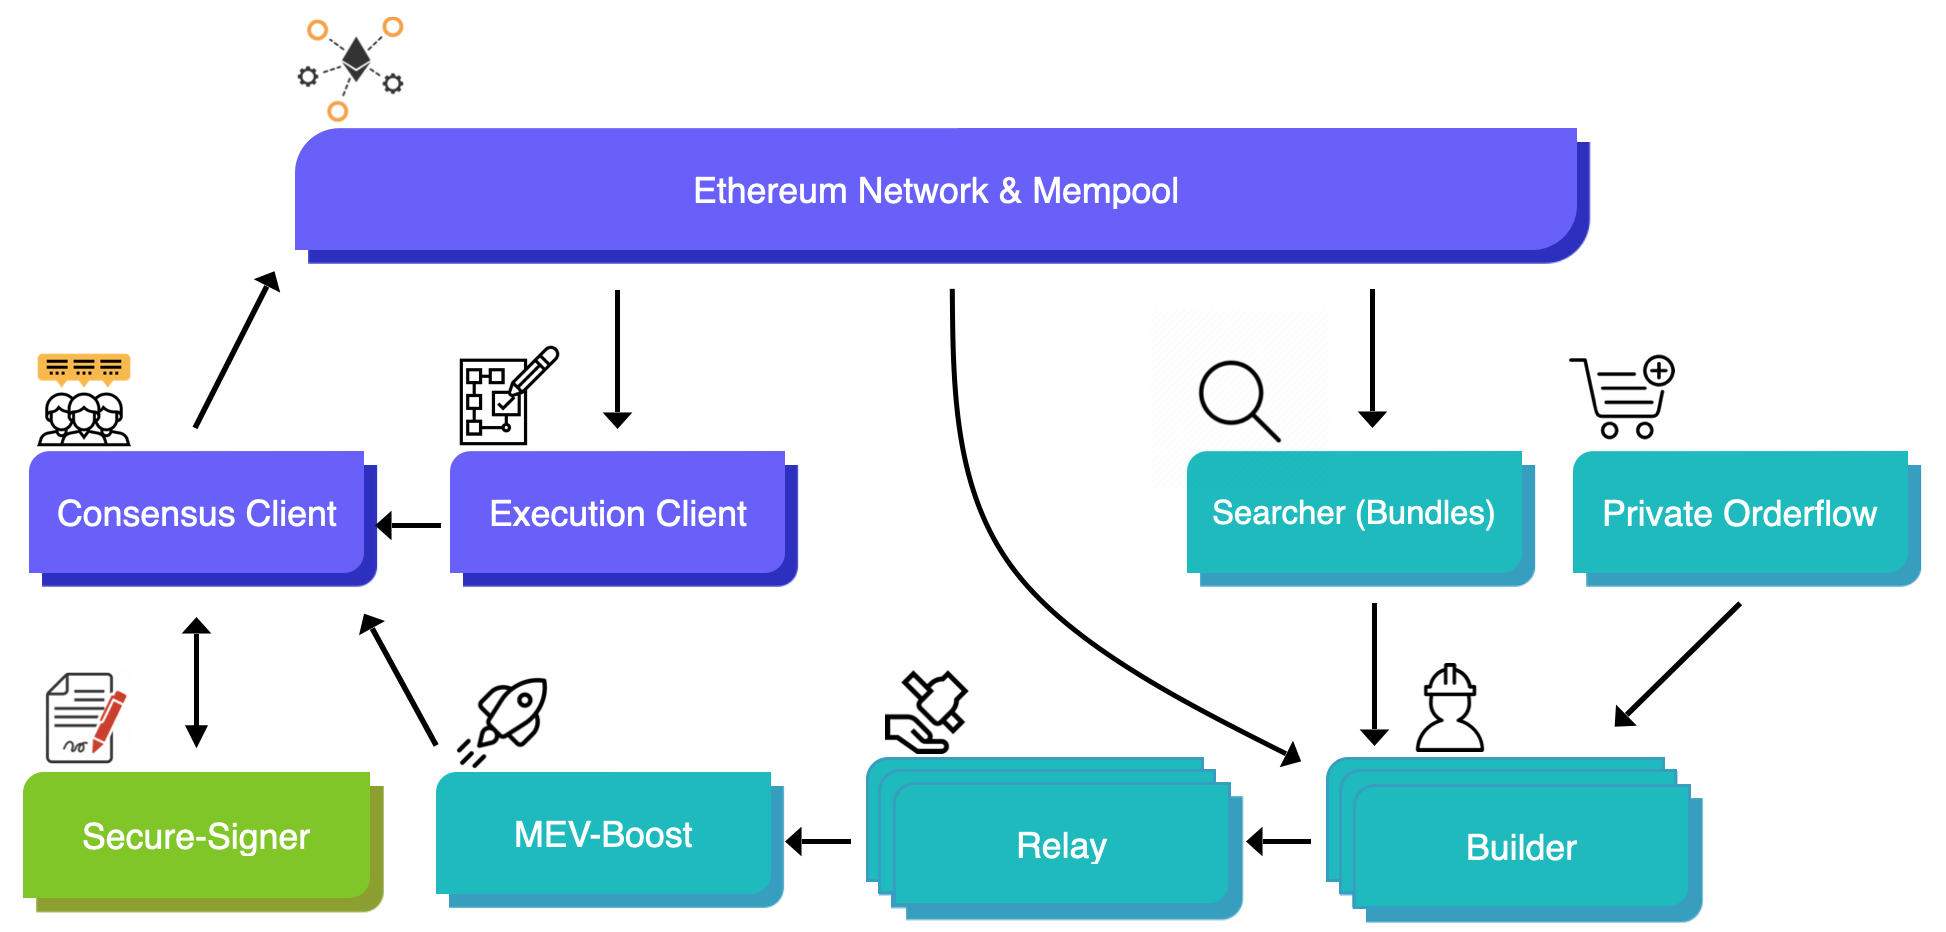 Ethereum Network & Mempool
Consensus Client
Execution Client
Searcher (Bundles)
Private Orderflow
Secure-Signer
MEV-Boost
Relay
Builder